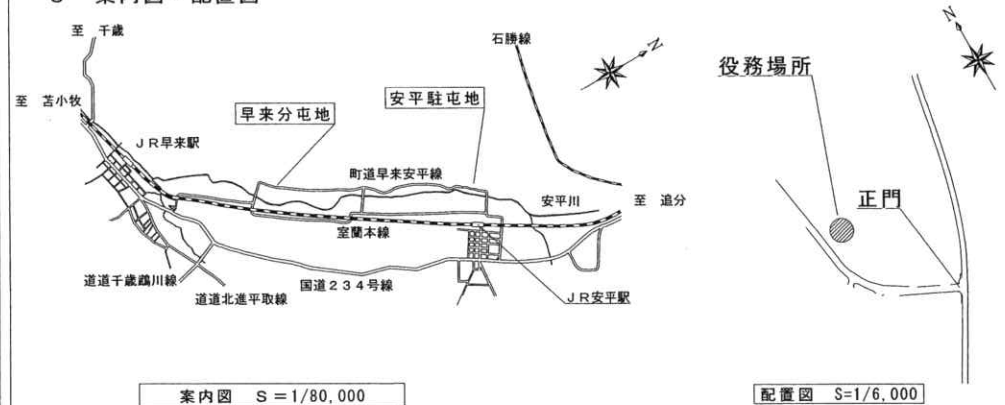 至 千歳
至 苫小牧
JR早来駅
早来分屯地
安平駐屯地
石勝線
N
町道早来安平線
安平川
至 追分
室蘭本線
道道千歳鵡川線
道道北進平取線
国道234号線
JR安平駅
案内図 S=1/80,000
N
役務場所
正門
配置図 S=1/6,000